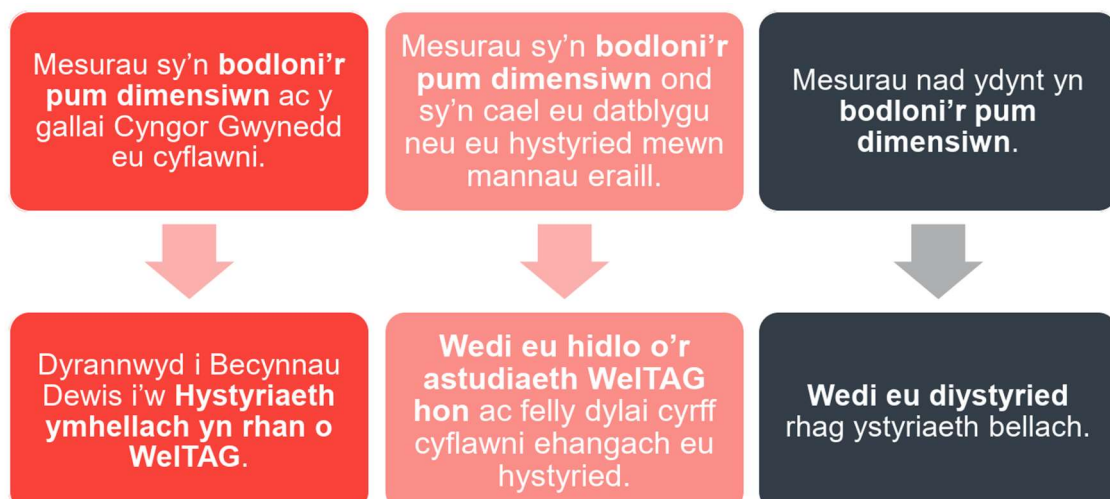 Mesurau sy'n bodloni'r
pum dimensiwn ac y
gallai Cyngor Gwynedd
eu cyflawni.
Mesurau sy'n bodloni'r
pum dimensiwn ond
sy'n cael eu datblygu
neu eu hystyried mewn
mannau eraill.
Mesurau nad ydynt yn
bodloni'r pum
dimensiwn.
Dyrannwyd i Becynnau
Dewis i'w Hystyriaeth
ymhellach yn rhan o
WelTAG.
Wedi eu hidlo o'r
astudiaeth WelTAG
hon ac felly dylai cyrff
cyflawni ehangach eu
hystyried.
Wedi eu diystyried
rhag ystyriaeth bellach.